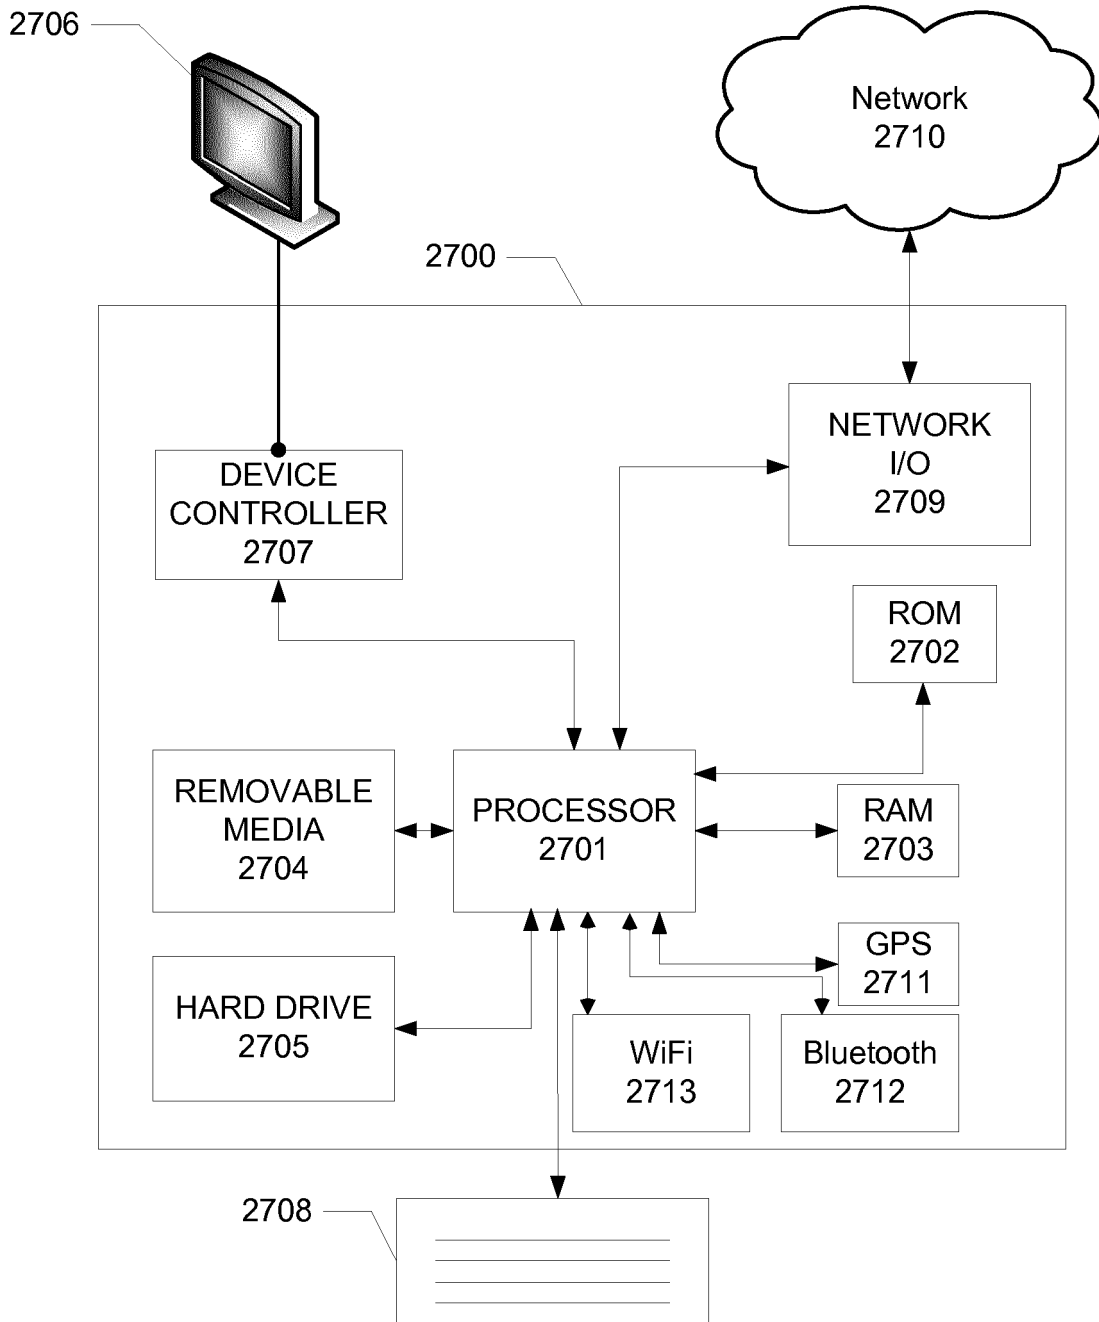 2706
Network
2710
2700
NETWORK
I/O
2709
DEVICE
CONTROLLER
2707
ROM
2702
REMOVABLE
MEDIA
2704
PROCESSOR
2701
RAM
2703
GPS
2711
HARD DRIVE
2705
WiFi
2713
Bluetooth
2712
2708